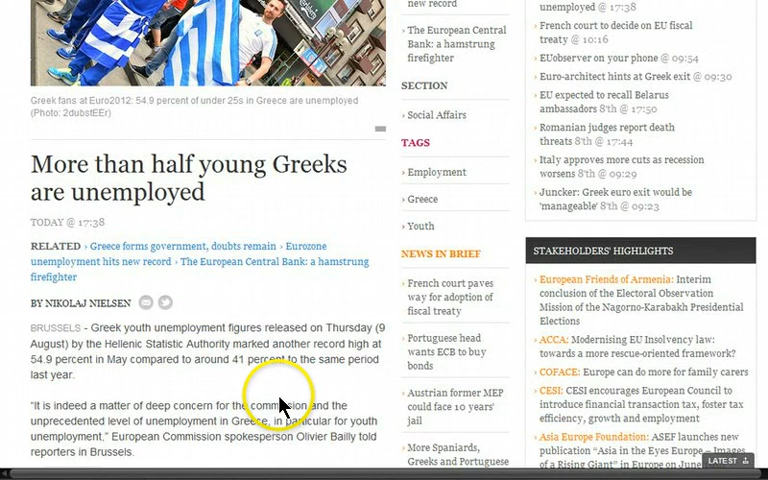 Greek fans at Euro2012: 54.9 percent of under 25s in Greece are unemployed
(Photo: 2dubstEEr)
More than half young Greeks
are unemployed
TODAY @ 17:38
RELATED › Greece forms government, doubts remain › Eurozone
unemployment hits new record › The European Central Bank: a hamstrung
firefighter
BY NIKOLAJ NIELSEN
BRUSSELS - Greek youth unemployment figures released on Thursday (9
August) by the Hellenic Statistic Authority marked another record high at
54.9 percent in May compared to around 41 percent to the same period
last year.
"It is indeed a matter of deep concern for the commission and the
unprecedented level of unemployment in Greece, in particular for youth
unemployment," European Commission spokesperson Olivier Bailly told
reporters in Brussels.
new record
› The European Central
Bank: a hamstrung
firefighter
SECTION
› Social Affairs
TAGS
› Employment
› Greece
› Youth
NEWS IN BRIEF
› French court paves
way for adoption of
fiscal treaty
› Portuguese head
wants ECB to buy
bonds
› Austrian former MEP
could face 10 years'
jail
› More Spaniards,
Greeks and Portuguese
unemployed @ 17:38
› French court to decide on EU fiscal
treaty @ 10:16
› EUobserver on your phone @ 09:54
› Euro-architect hints at Greek exit @ 09:30
› EU expected to recall Belarus
ambassadors 8'th @ 17:50
› Romanian judges report death
threats 8'th @ 17:44
› Italy approves more cuts as recession
worsens 8'th @ 09:29
› Juncker: Greek euro exit would be
'manageable' 8'th @ 09:23
STAKEHOLDERS' HIGHLIGHTS
› European Friends of Armenia: Interim
conclusion of the Electoral Observation
Mission of the Nagorno-Karabakh Presidential
Elections
› ACCA: Modernising EU Insolvency law:
towards a more rescue-oriented framework?
› COFACE: Europe can do more for family carers
› CESI: CESI encourages European Council to
introduce financial transaction tax, foster tax
efficiency, growth and employment
› Asia Europe Foundation: ASEF launches new
publication "Asia in the Eyes of Europe – Images
of a Rising Giant" in Europe on June
LATEST